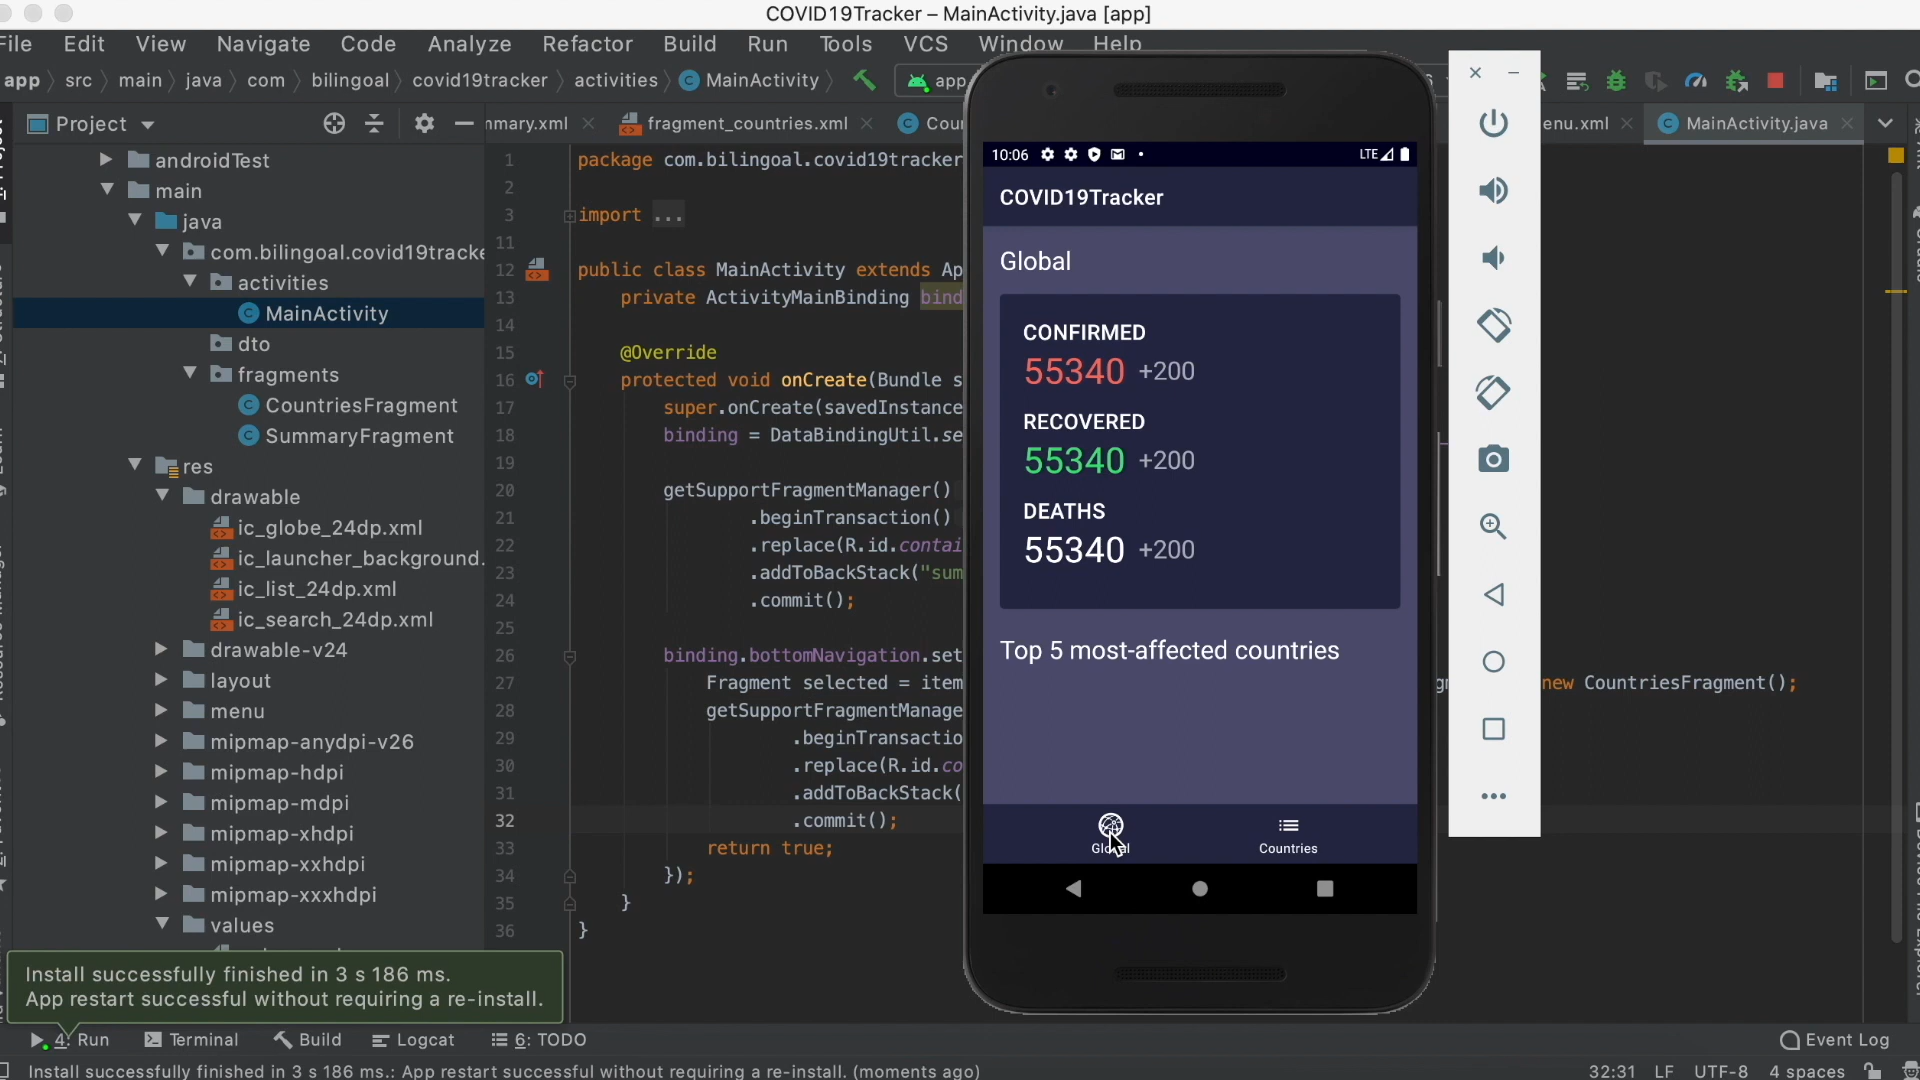 COVID19Tracker – MainActivity.java [app]
File Edit View Navigate Code Analyze Refactor Build Run Tools VCS Window Help
app src main java com bilingoal covid19tracker activities MainActivity app
Project
fragment_countries.xml
MainActivity.java
androidTest
main
java
activities
MainActivity
dto
fragments
CountriesFragment
SummaryFragment
res
drawable
ic_globe_24dp.xml
ic_launcher_background.
ic_list_24dp.xml
ic_search_24dp.xml
drawable-v24
layout
menu
mipmap-anydpi-v26
mipmap-hdpi
mipmap-mdpi
mipmap-xhdpi
mipmap-xxhdpi
mipmap-xxxhdpi
values
1 package com.bilingoal.covid19tracker
2
3 import ...
11
12 public class MainActivity extends Ap
13 private ActivityMainBinding bind
14
15 @Override
16 protected void onCreate(Bundle s
17 super.onCreate(savedInstance
18 binding = DataBindingUtil.se
19
20 getSupportFragmentManager()
21 .beginTransaction()
22 .replace(R.id.contai
23 .addToBackStack("sum
24 .commit();
25
26 binding.bottomNavigation.set
27 Fragment selected = item new CountriesFragment();
28 getSupportFragmentManage
29 .beginTransactio
30 .replace(R.id.co
31 .addToBackStack(
32 .commit();
33 return true;
34 });
35 }
36 }
10:06 LTE
COVID19Tracker
Global
CONFIRMED
55340 +200
RECOVERED
55340 +200
DEATHS
55340 +200
Top 5 most-affected countries
Countries
Install successfully finished in 3 s 186 ms.
App restart successful without requiring a re-install.
4: Run Terminal Build Logcat 6: TODO Event Log
Install successfully finished in 3 s 186 ms.: App restart successful without requiring a re-install. (moments ago) 32:31 LF UTF-8 4 spaces